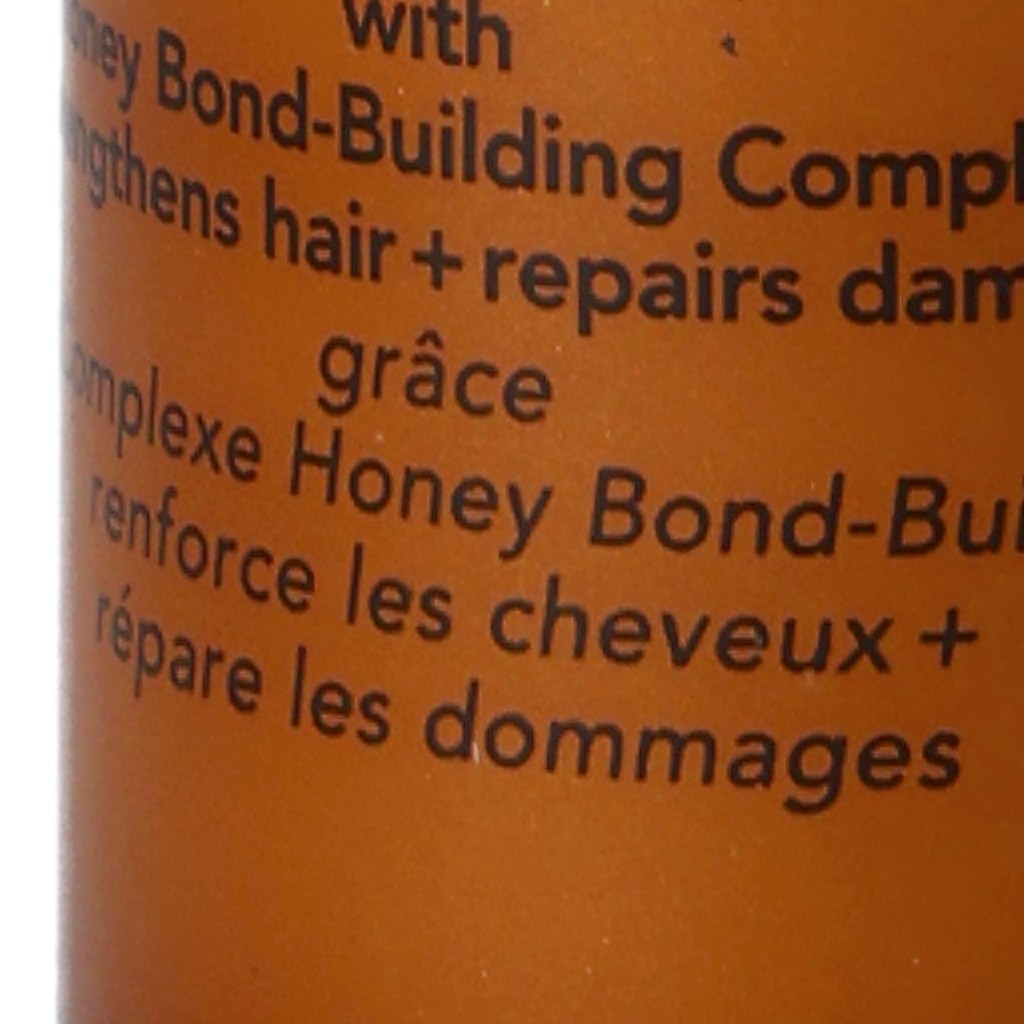 with
Bond-Building
hair + repairs
grâce
Honey Bond-
renforce les cheveux +
répare les dommages